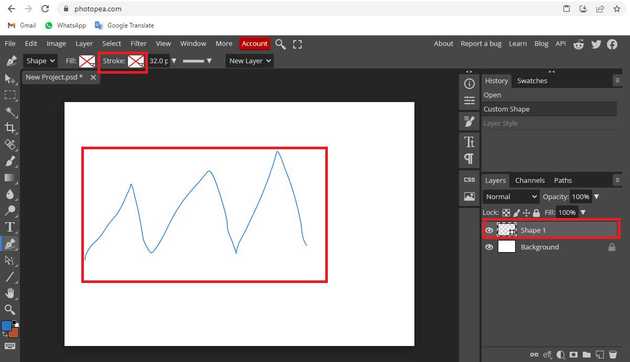 photopea.com
Gmail WhatsApp Google Translate
File Edit Image Layer Select Filter View Window More Account About Report a bug Learn Blog API
Shape Fill: Stroke: 32.0 p New Layer
New Project.psd *
History Swatches
Open
Custom Shape
Layer Style
CSS
Layers Channels Paths
Normal Opacity: 100%
Lock: Fill: 100%
Shape 1
Background